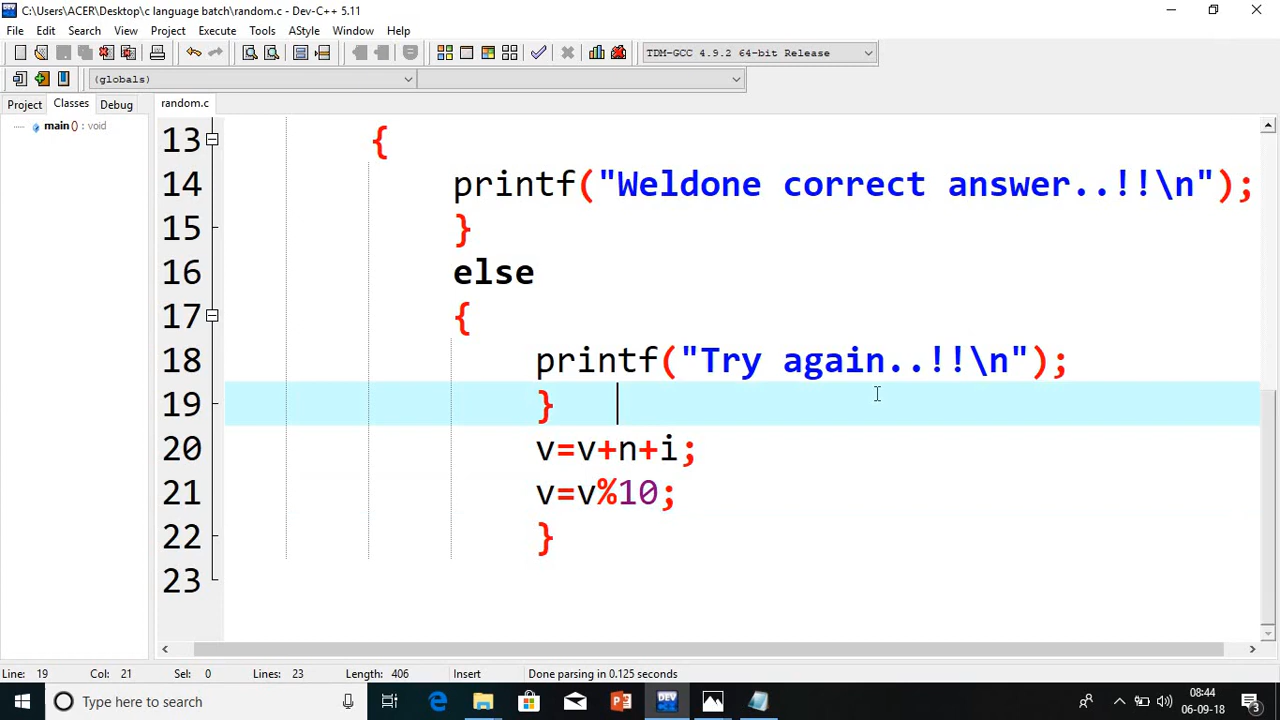 C:\Users\ACER\Desktop\c language batch\random.c - Dev-C++ 5.11
File Edit Search View Project Execute Tools AStyle Window Help
TDM-GCC 4.9.2 64-bit Release
(globals)
Project Classes Debug random.c
main () : void
13 {
14 printf("Weldone correct answer..!!\n");
15 }
16 else
17 {
18 printf("Try again..!!\n");
19 }
20 v=v+n+i;
21 v=v%10;
22 }
23
Line: 19 Col: 21 Sel: 0 Lines: 23 Length: 406 Insert Done parsing in 0.125 seconds
Type here to search
DEV
08:44
06-09-18
3